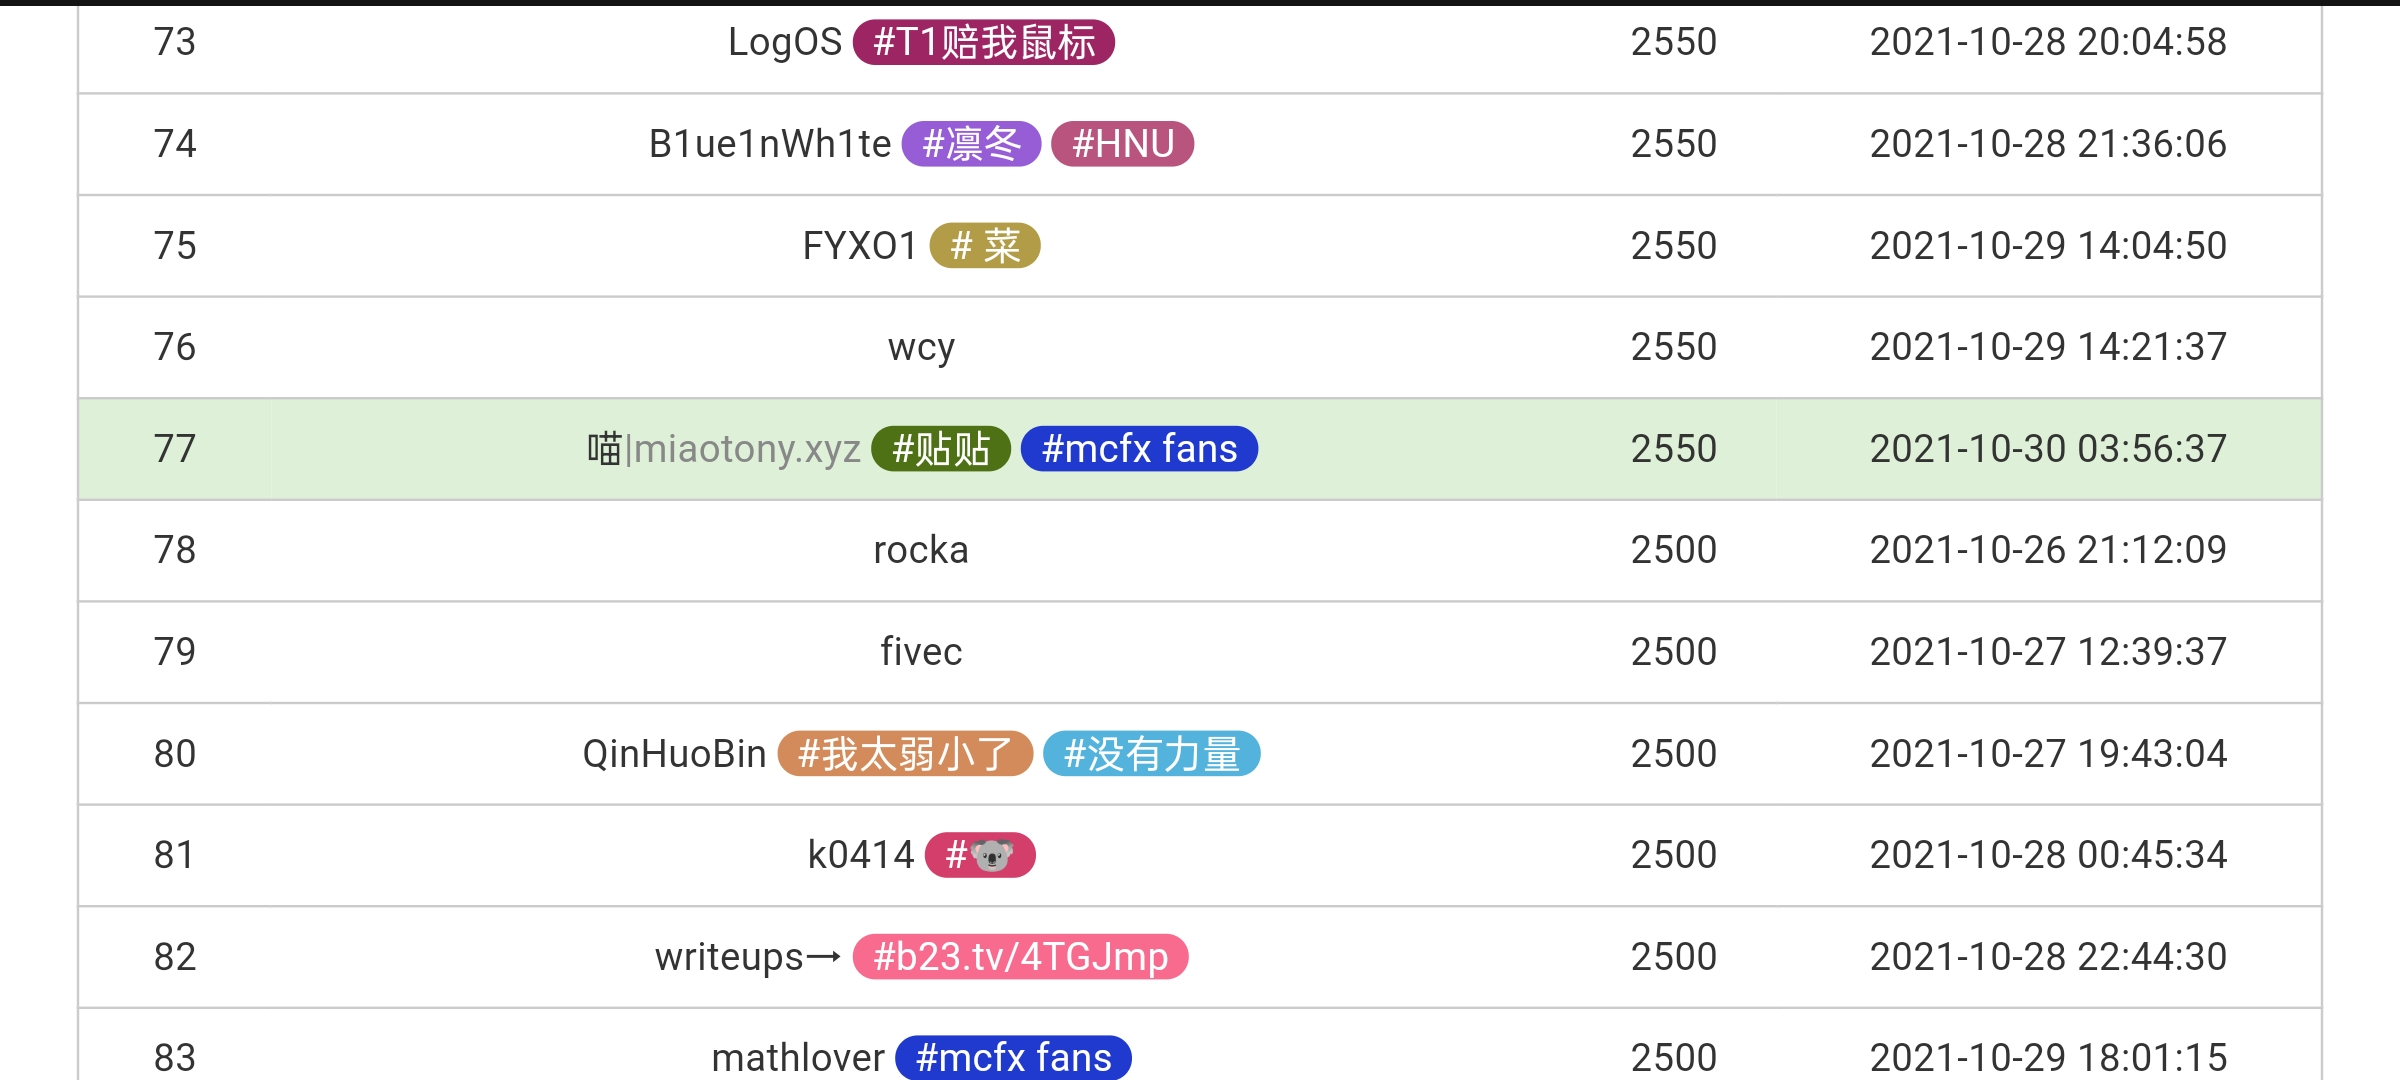 73 LogOS #T1赔我鼠标 2550 2021-10-28 20:04:58
74 B1ue1nWh1te #凛冬 #HNU 2550 2021-10-28 21:36:06
75 FYXO1 # 菜 2550 2021-10-29 14:04:50
76 wcy 2550 2021-10-29 14:21:37
77 喵|miaotony.xyz #贴贴 #mcfx fans 2550 2021-10-30 03:56:37
78 rocka 2500 2021-10-26 21:12:09
79 fivec 2500 2021-10-27 12:39:37
80 QinHuoBin #我太弱小了 #没有力量 2500 2021-10-27 19:43:04
81 k0414 #🐨 2500 2021-10-28 00:45:34
82 writeups→ #b23.tv/4TGJmp 2500 2021-10-28 22:44:30
83 mathlover #mcfx fans 2500 2021-10-29 18:01:15